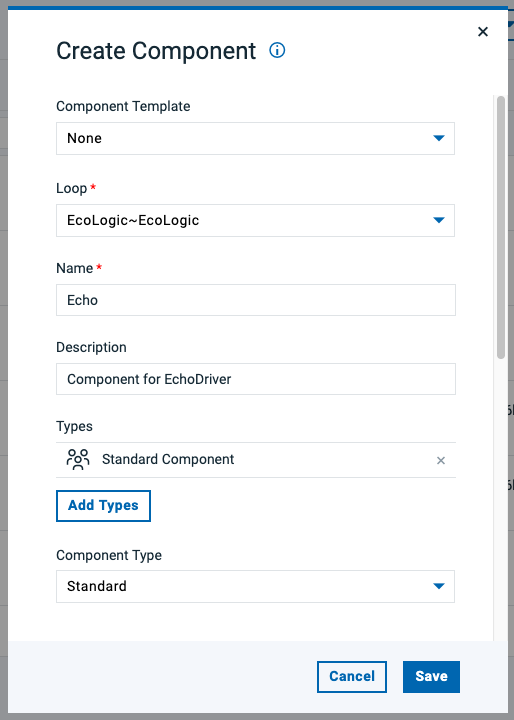 Create Component
Component Template
None
Loop *
EcoLogic~EcoLogic
Name *
Echo
Description
Component for EchoDriver
Types
Standard Component
Add Types
Component Type
Standard
Cancel
Save